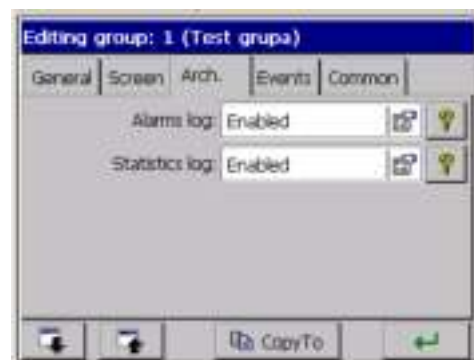 Editing group: 1 (Test grupa)
General Screen Arch. Events Common
Alarms log: Enabled
Statistics log: Enabled
CopyTo